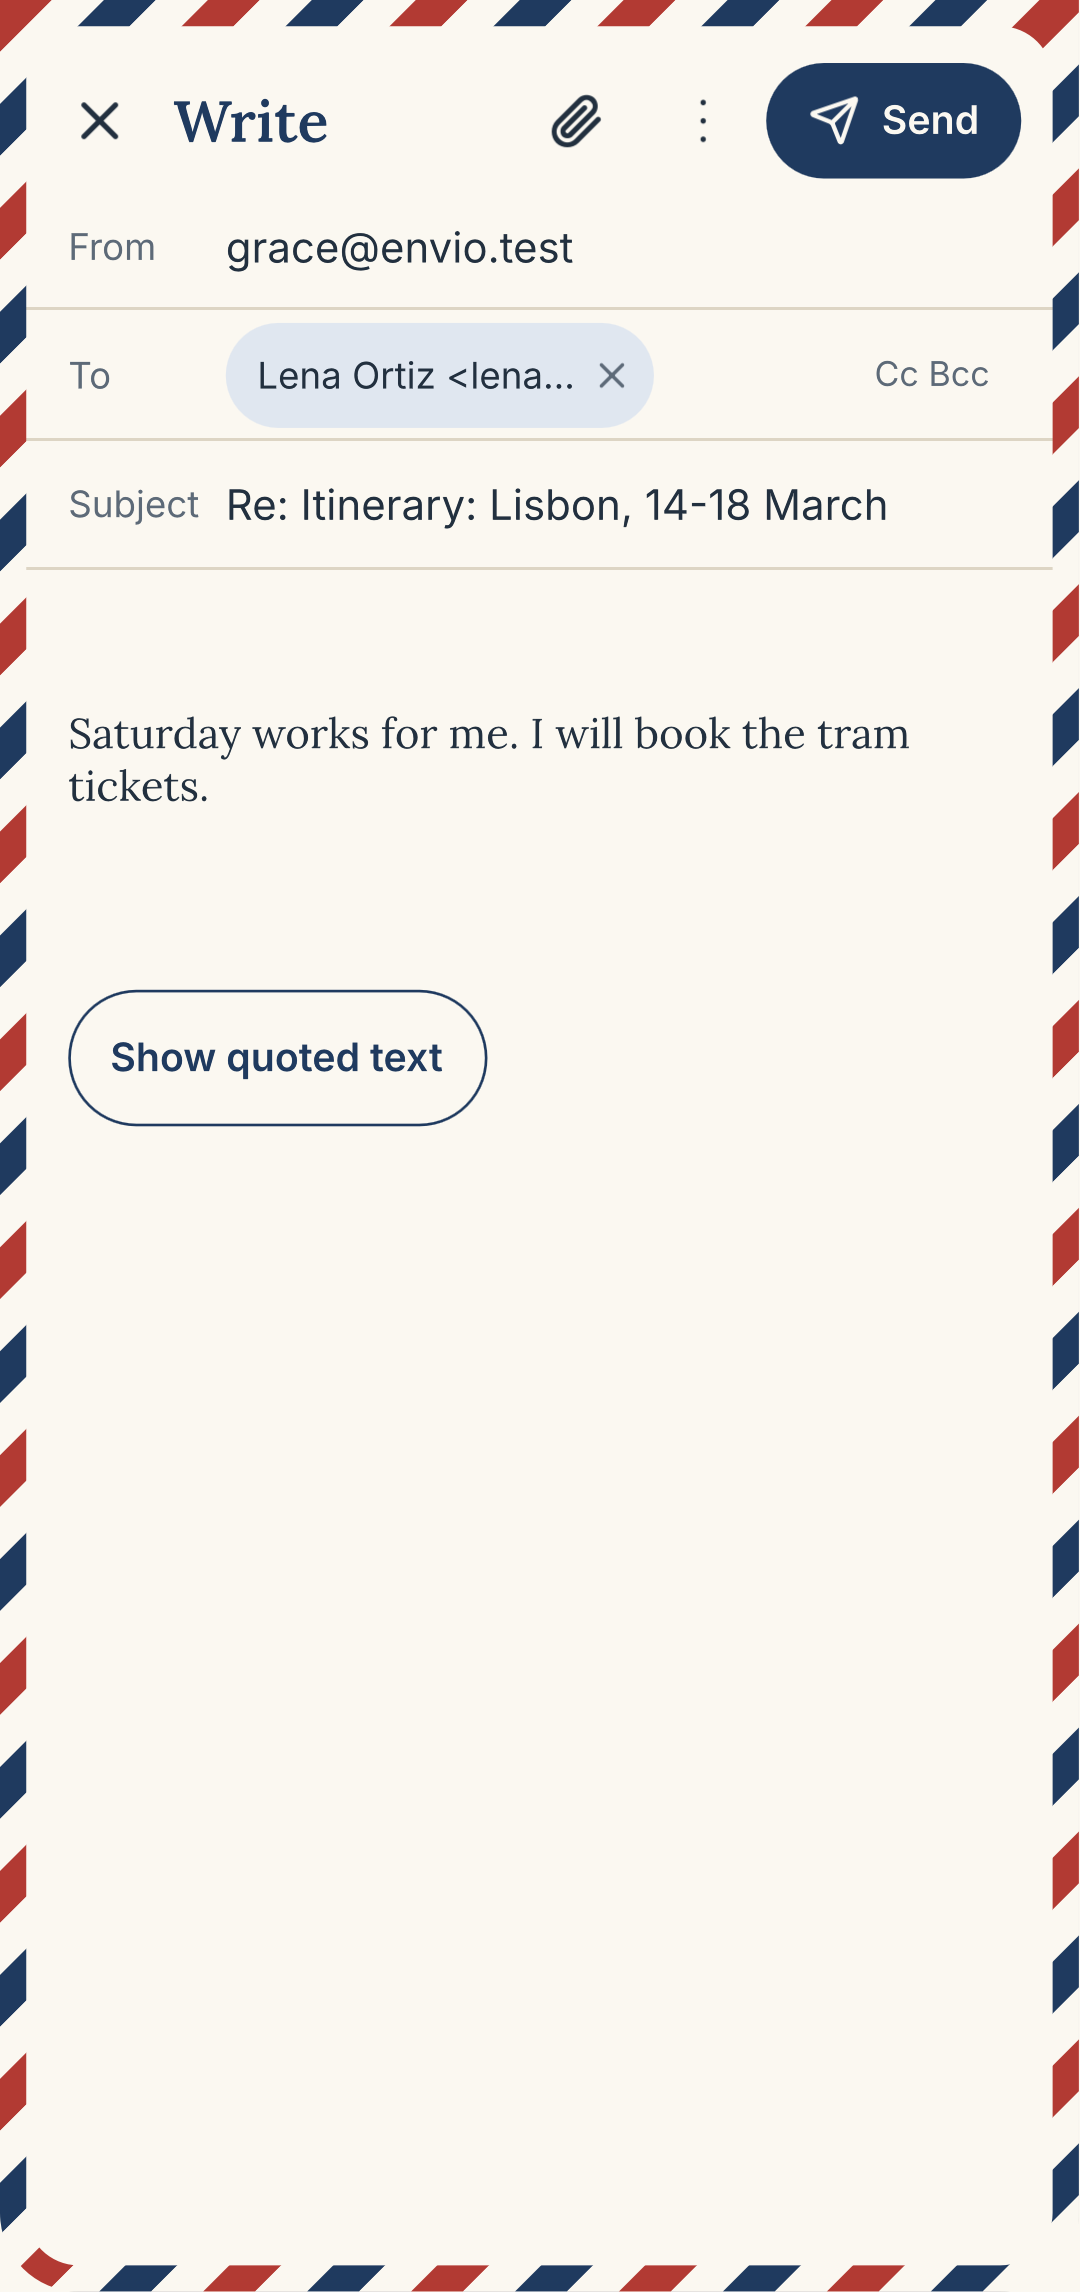 Write
Send
From grace@envio.test
To Lena Ortiz <lena... Cc Bcc
Subject Re: Itinerary: Lisbon, 14-18 March
Saturday works for me. I will book the tram
tickets.
Show quoted text